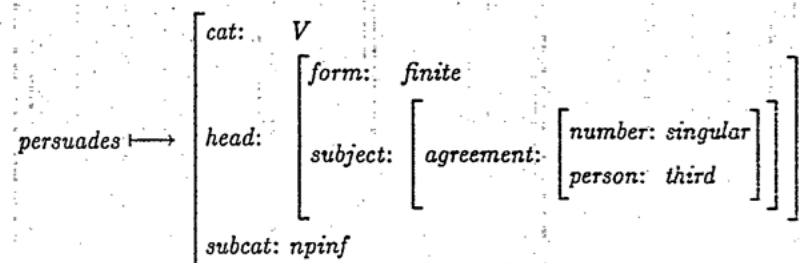 cat: V
form: finite
persuades ⟼ head:
subject: agreement: number: singular
person: third
subcat: npinf